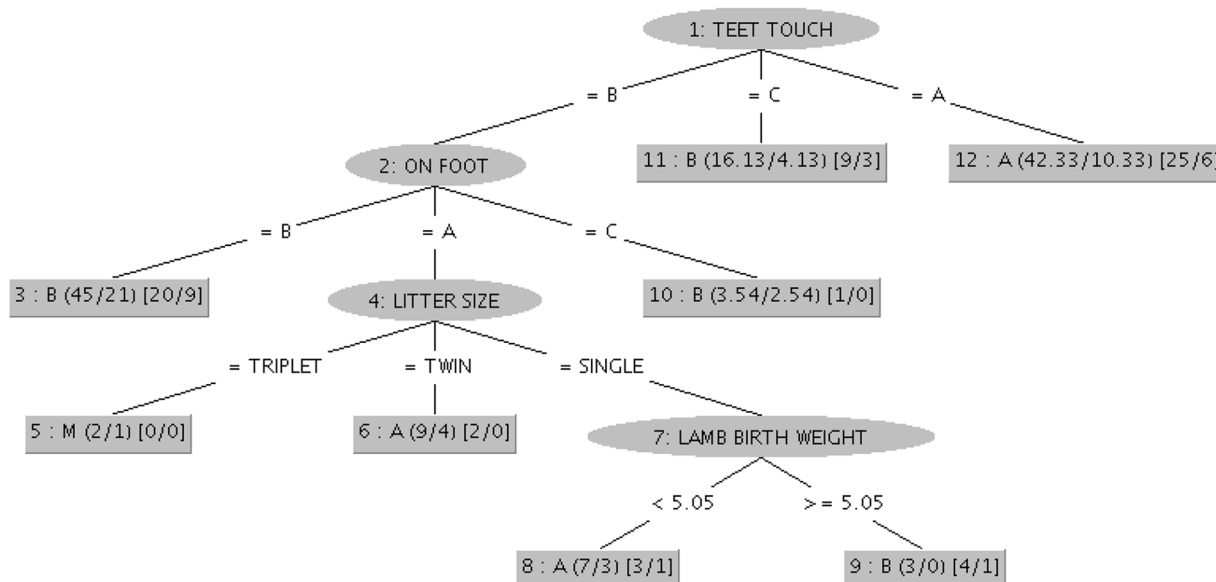 1: TEET TOUCH
= B
= C
= A
2: ON FOOT
11 : B (16.13/4.13) [9/3]
12 : A (42.33/10.33) [25/6]
= B
= A
= C
3 : B (45/21) [20/9]
4: LITTER SIZE
10 : B (3.54/2.54) [1/0]
= TRIPLET
= TWIN
= SINGLE
5 : M (2/1) [0/0]
6 : A (9/4) [2/0]
7: LAMB BIRTH WEIGHT
< 5.05
>= 5.05
8 : A (7/3) [3/1]
9 : B (3/0) [4/1]